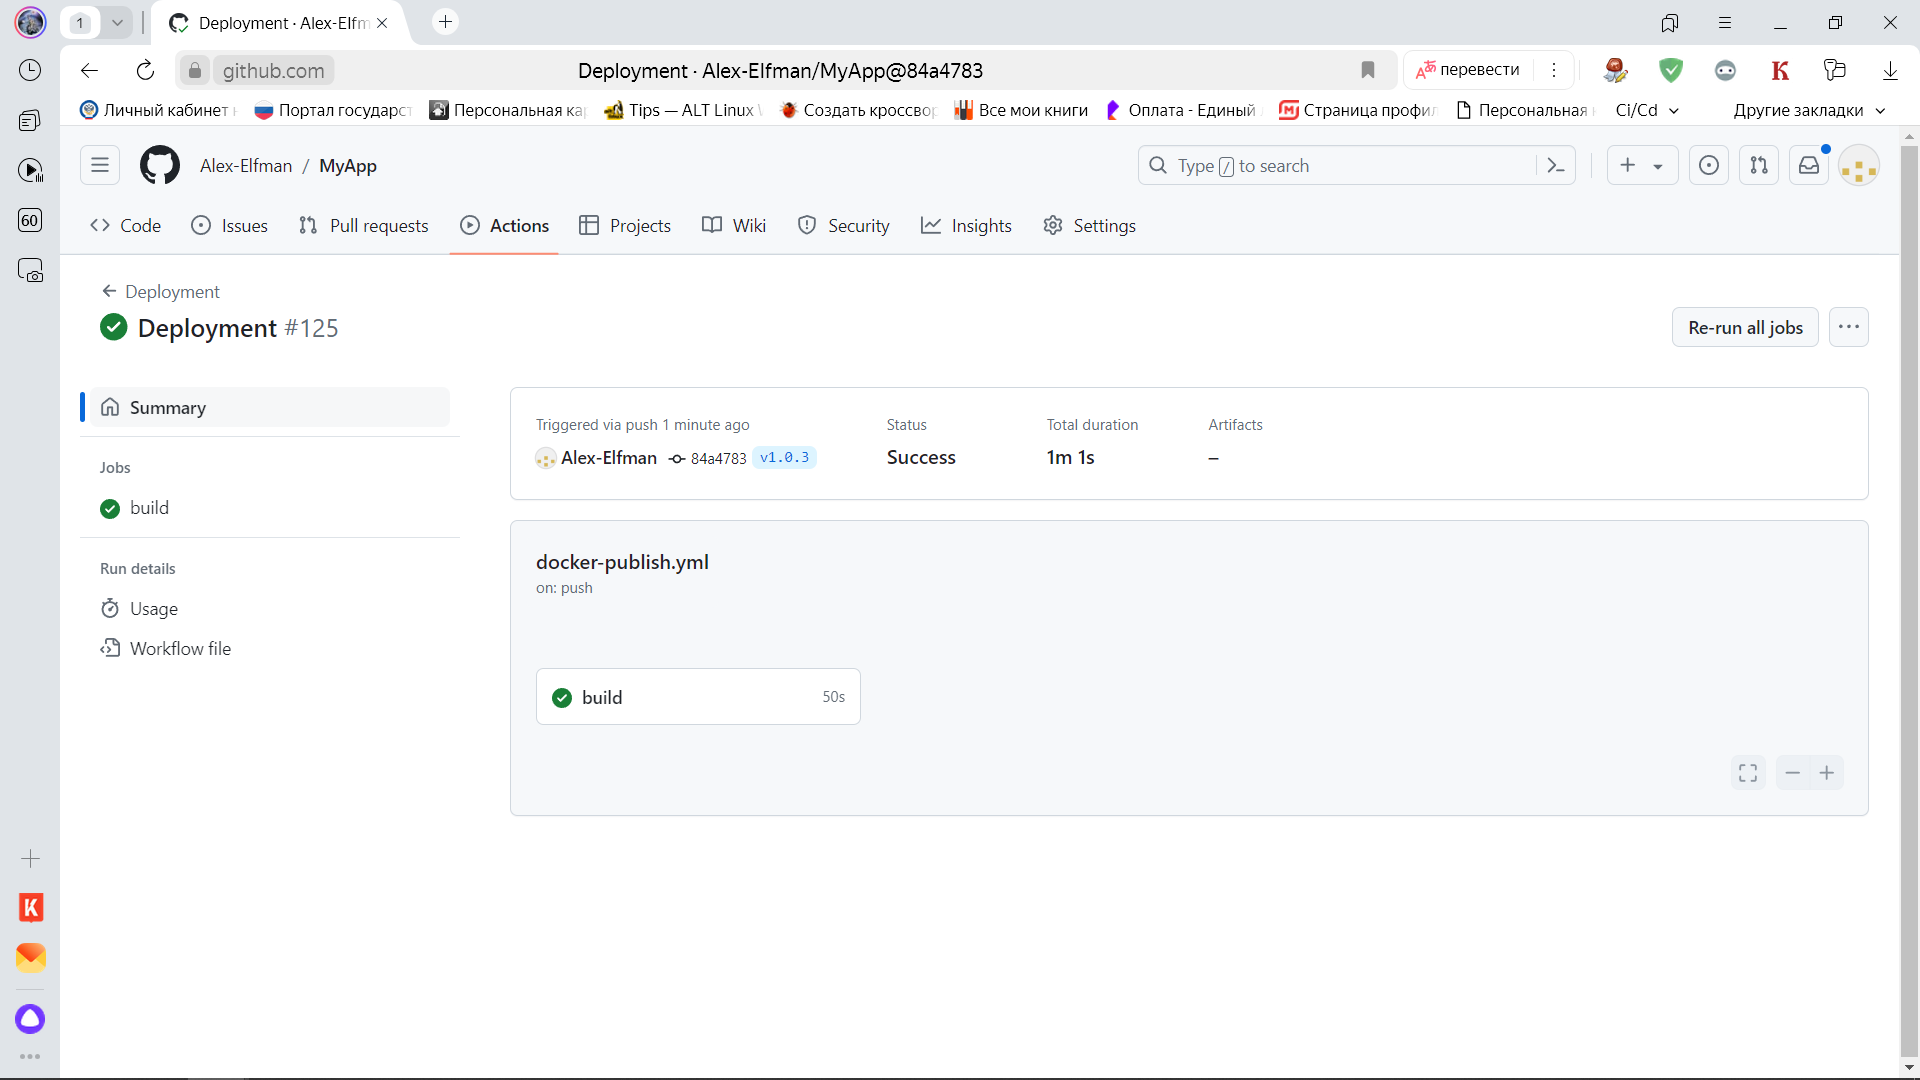 1
Deployment · Alex-Elfm
github.com
Deployment · Alex-Elfman/MyApp@84a4783
перевести
Личный кабинет
Портал государст
Персональная ка
Tips — ALT Linux
Создать кроссвор
Все мои книги
Оплата - Единый
Страница профи
Персональная
Ci/Cd
Другие закладки
60
Alex-Elfman / MyApp
Type / to search
Code
Issues
Pull requests
Actions
Projects
Wiki
Security
Insights
Settings
Deployment
Deployment #125
Re-run all jobs
Summary
Jobs
build
Run details
Usage
Workflow file
Triggered via push 1 minute ago
Alex-Elfman 84a4783 v1.0.3
Status
Success
Total duration
1m 1s
Artifacts
–
docker-publish.yml
on: push
build
50s